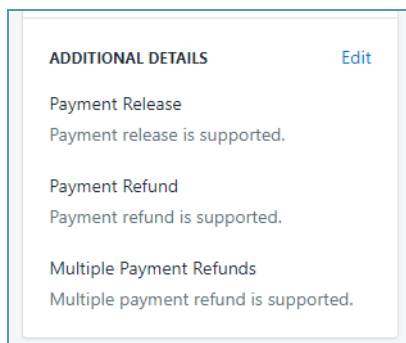 ADDITIONAL DETAILS Edit
Payment Release
Payment release is supported.
Payment Refund
Payment refund is supported.
Multiple Payment Refunds
Multiple payment refund is supported.